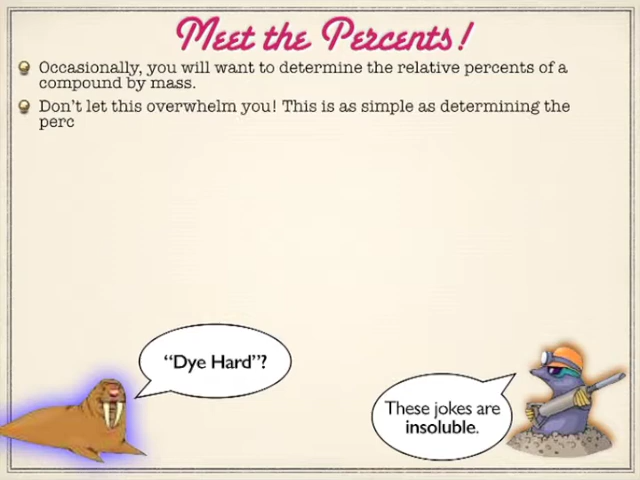 Meet the Percents!
Occasionally, you will want to determine the relative percents of a
compound by mass.
Don't let this overwhelm you! This is as simple as determining the
perc
“Dye Hard”?
These jokes are
insoluble.